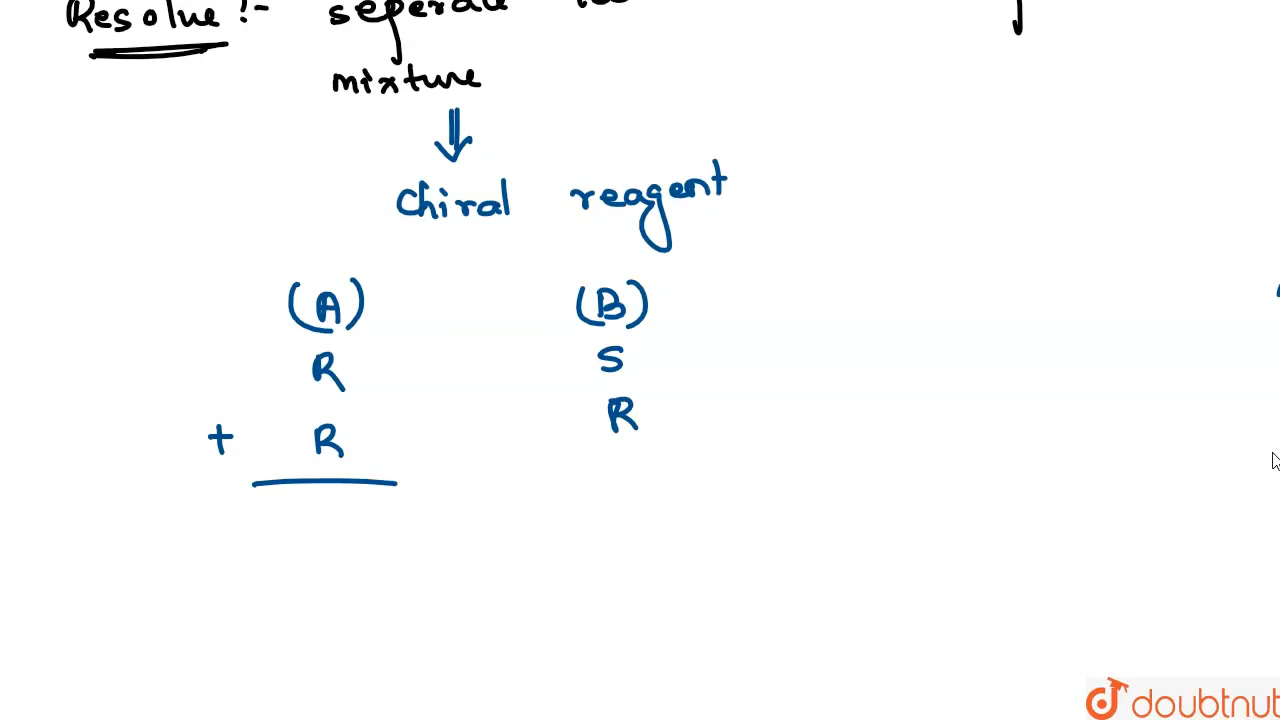 Resolve :- seperate
mixture
Chiral reagent
(A) (B)
R S
R
+ R
doubtnut